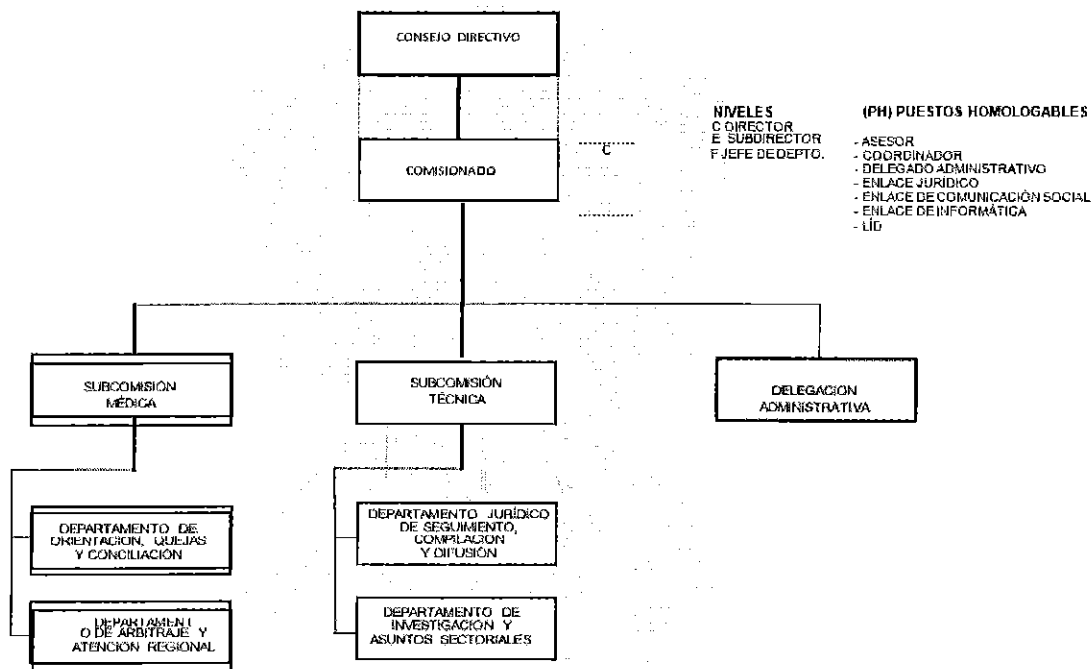 CONSEJO DIRECTIVO
COMISIONADO
C
NIVELES
C DIRECTOR
E SUBDIRECTOR
F JEFE DE DEPTO.
(PH) PUESTOS HOMOLOGABLES
- ASESOR
- COORDINADOR
- DELEGADO ADMINISTRATIVO
- ENLACE JURÍDICO
- ENLACE DE COMUNICACIÓN SOCIAL
- ENLACE DE INFORMÁTICA
- LÍD
SUBCOMISIÓN
MÉDICA
SUBCOMISIÓN
TÉCNICA
DELEGACION
ADMINISTRATIVA
DEPARTAMENTO DE
ORIENTACION, QUEJAS
Y CONCILIACIÓN
DEPARTAMENTO JURÍDICO
DE SEGUIMIENTO,
COMPILACION
Y DIFUSIÓN
DEPARTAMENT
O DE ARBITRAJE Y
ATENCIÓN REGIONAL
DEPARTAMENTO DE
INVESTIGACION Y
ASUNTOS SECTORIALES